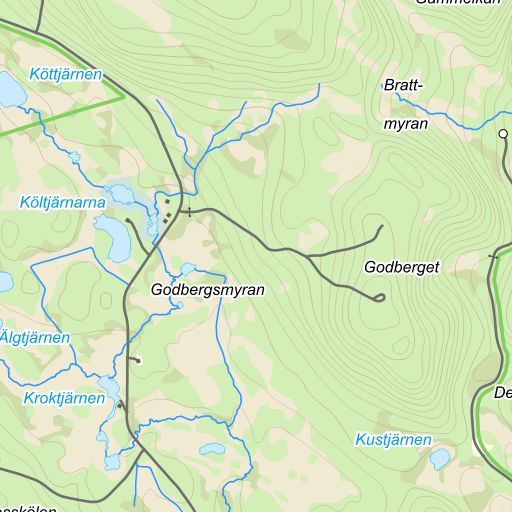 Köttjärnen
Bratt-
myran
Költjärnarna
Godberget
Godbergsmyran
Älgtjärnen
Kroktjärnen
Kustjärnen